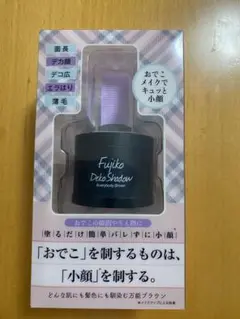 面長
デカ顔
デコ広
エラはり
薄毛
おでこ
メイクで
キュッと
小顔
Fujiko
Deko Shadow
Everybody Brown
塗るだけ簡単バレずに小顔
「おでこ」を制するものは、
「小顔」を制する。
どんな肌にも髪色にも馴染む万能ブラウン